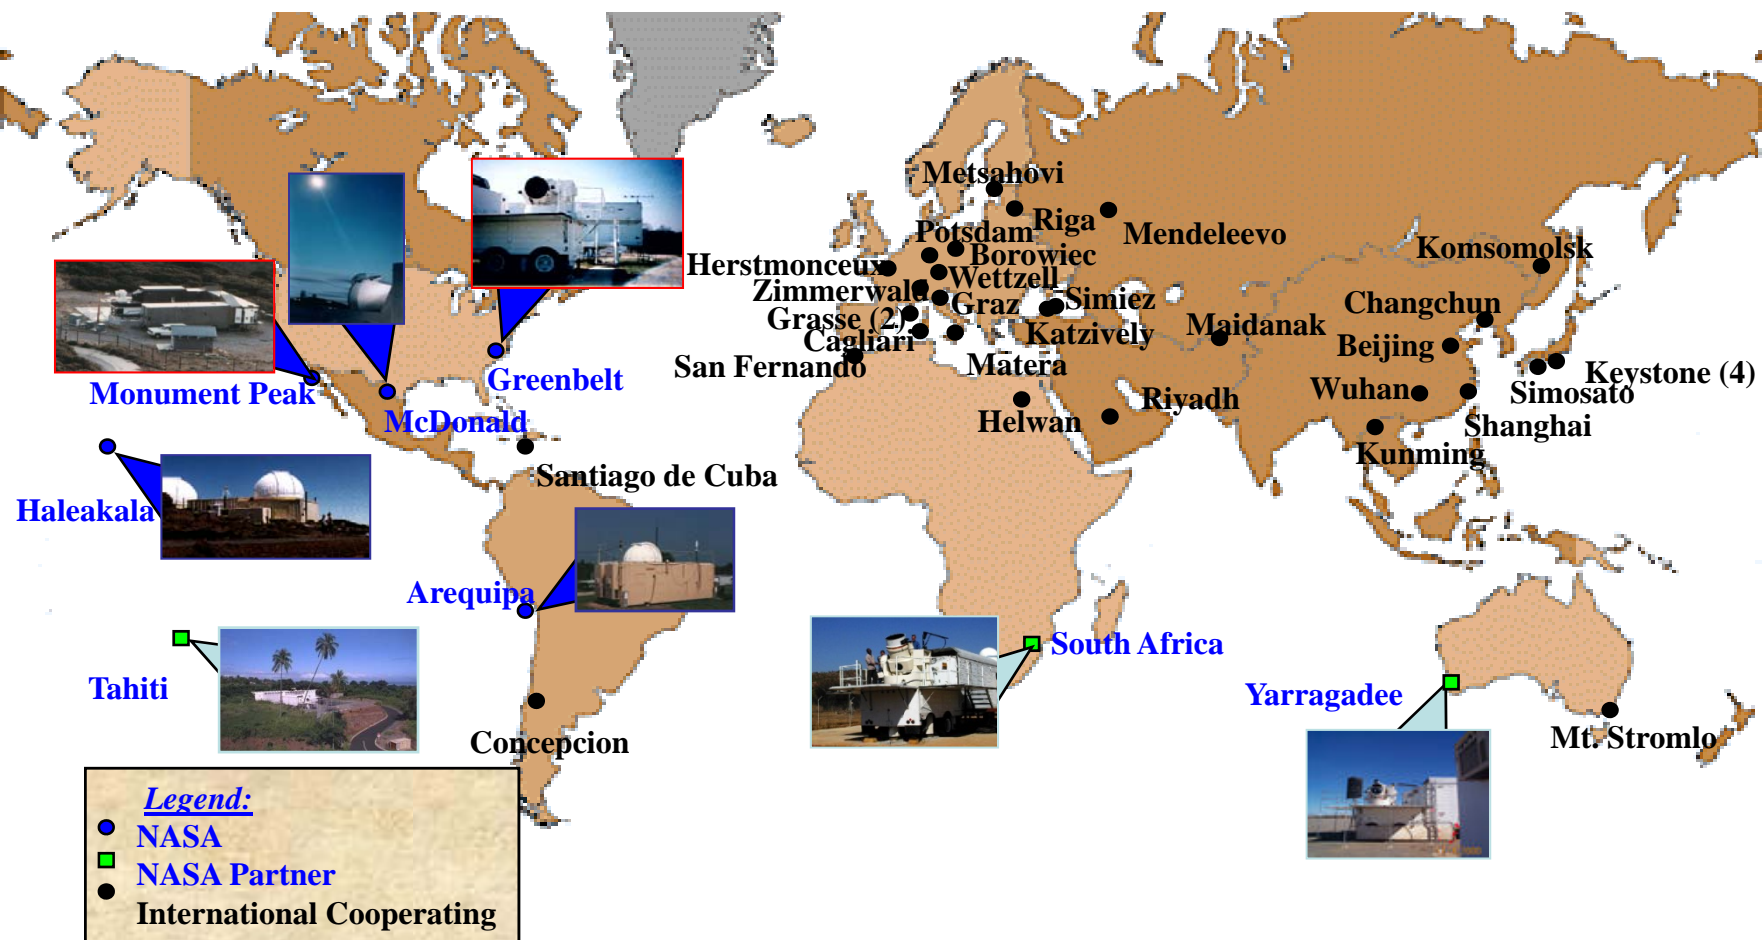 Metsahovi
Riga
Mendeleevo
Potsdam
Borowiec
Komsomolsk
Herstmonceux
Wettzell
Zimmerwald
Graz
Simiez
Changchun
Grasse (2)
Katzively
Maidanak
Cagliari
Beijing
San Fernando
Matera
Keystone (4)
Monument Peak
Greenbelt
Riyadh
Wuhan
Simosato
McDonald
Helwan
Shanghai
Kunming
Santiago de Cuba
Haleakala
Arequipa
South Africa
Tahiti
Yarragadee
Concepcion
Mt. Stromlo
Legend:
NASA
NASA Partner
International Cooperating